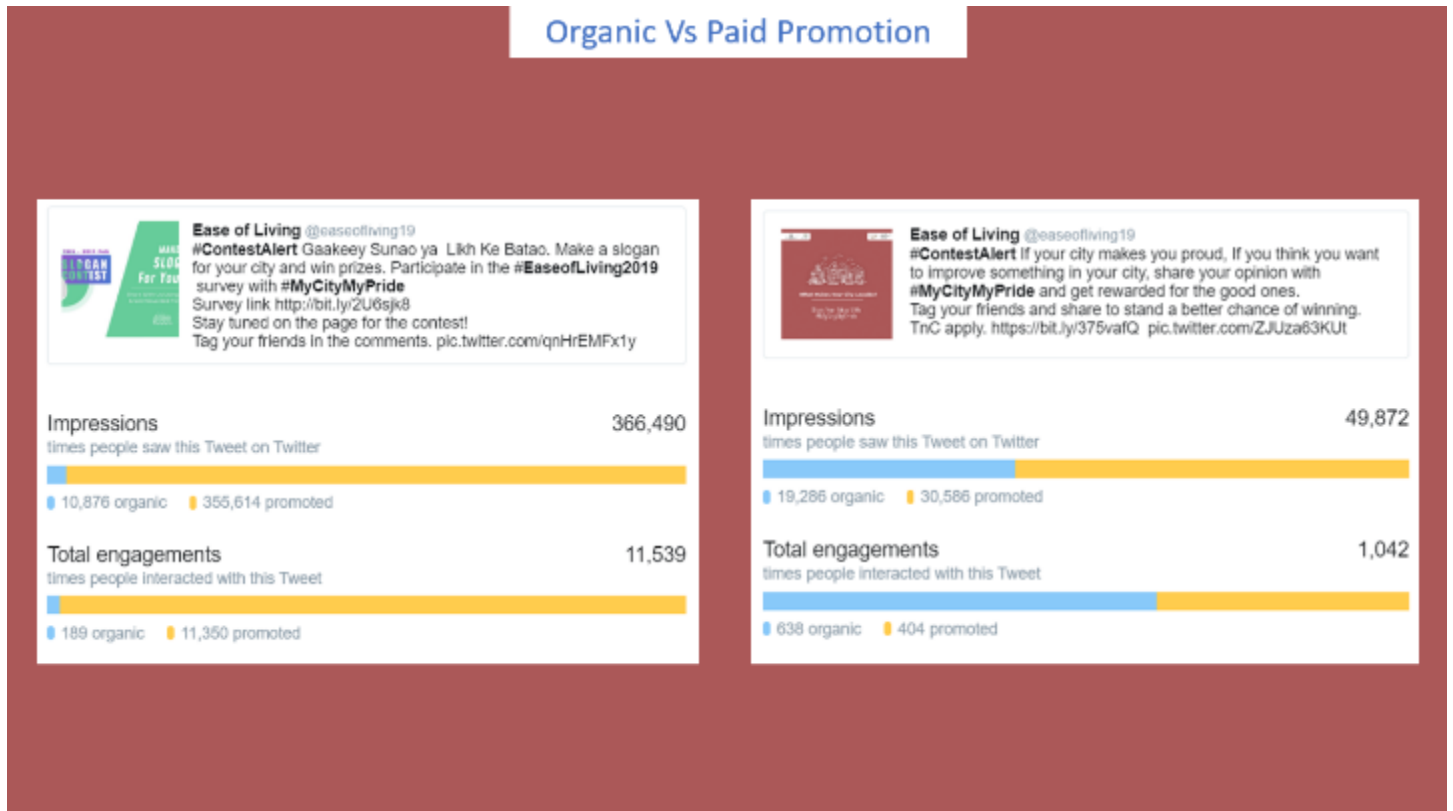 Organic Vs Paid Promotion
Ease of Living @easeofliving19
#ContestAlert Gaakeey Sunao ya Likh Ke Batao. Make a slogan
for your city and win prizes. Participate in the #EaseofLiving2019
survey with #MyCityMyPride
Survey link http://bit.ly/2U6sjk8
Stay tuned on the page for the contest!
Tag your friends in the comments. pic.twitter.com/qnHrEMFx1y
Impressions 366,490
times people saw this Tweet on Twitter
10,876 organic 355,614 promoted
Total engagements 11,539
times people interacted with this Tweet
189 organic 11,350 promoted
Ease of Living @easeofliving19
#ContestAlert If your city makes you proud, If you think you want
to improve something in your city, share your opinion with
#MyCityMyPride and get rewarded for the good ones.
Tag your friends and share to stand a better chance of winning.
TnC apply. https://bit.ly/375vafQ pic.twitter.com/ZJUza63KUt
Impressions 49,872
times people saw this Tweet on Twitter
19,286 organic 30,586 promoted
Total engagements 1,042
times people interacted with this Tweet
638 organic 404 promoted